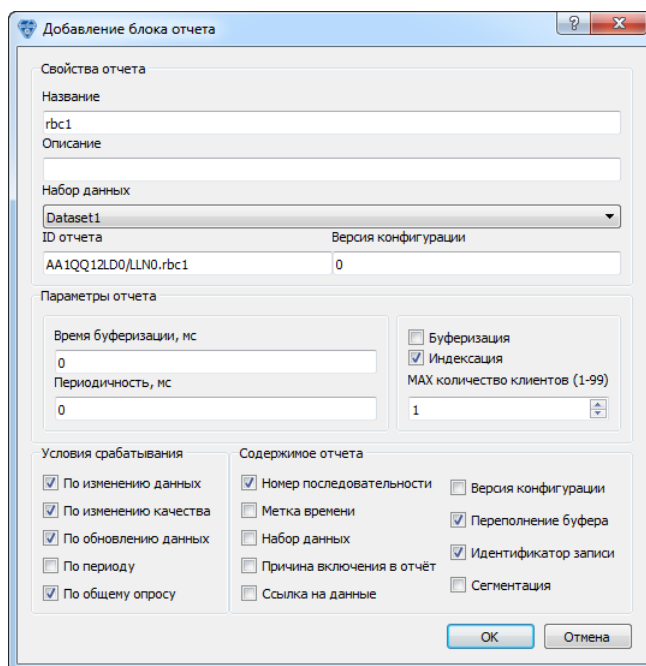 Добавление блока отчета
Свойства отчета
Название
rbc1
Описание
Набор данных
Dataset1
ID отчета Версия конфигурации
AA1QQ12LD0/LLN0.rbc1 0
Параметры отчета
Время буферизации, мс
0
Периодичность, мс
0
Буферизация
Индексация
MAX количество клиентов (1-99)
1
Условия срабатывания
По изменению данных
По изменению качества
По обновлению данных
По периоду
По общему опросу
Содержимое отчета
Номер последовательности
Метка времени
Набор данных
Причина включения в отчёт
Ссылка на данные
Версия конфигурации
Переполнение буфера
Идентификатор записи
Сегментация
OK Отмена